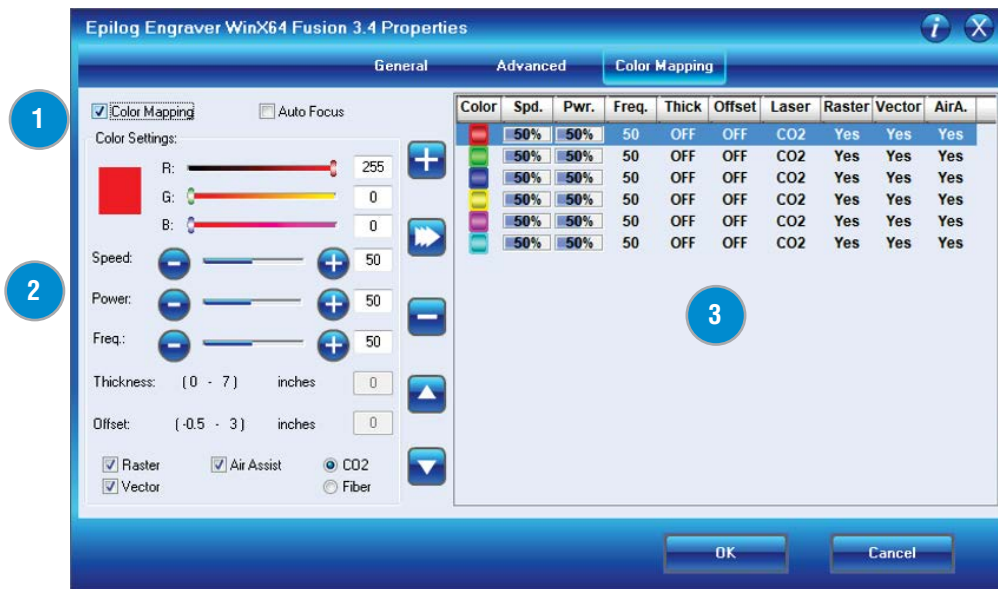 Epilog Engraver WinX64 Fusion 3.4 Properties
i X
General Advanced Color Mapping
1
Color Mapping Auto Focus
Color Settings:
R: 255
G: 0
B: 0
2
Speed: 50
Power: 50
Freq.: 50
Thickness: ( 0 - 7 ) inches 0
Offset: ( -0.5 - 3 ) inches 0
Raster Air Assist CO2
Vector Fiber
Color Spd. Pwr. Freq. Thick Offset Laser Raster Vector AirA.
50% 50% 50 OFF OFF CO2 Yes Yes Yes
50% 50% 50 OFF OFF CO2 Yes Yes Yes
50% 50% 50 OFF OFF CO2 Yes Yes Yes
50% 50% 50 OFF OFF CO2 Yes Yes Yes
50% 50% 50 OFF OFF CO2 Yes Yes Yes
50% 50% 50 OFF OFF CO2 Yes Yes Yes
3
OK Cancel